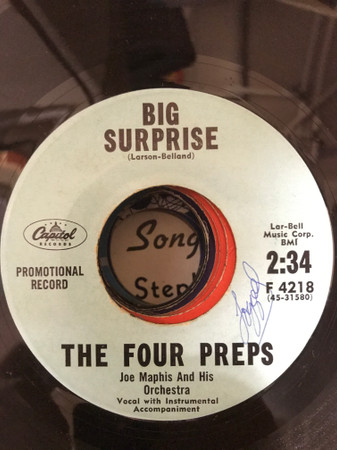 BIG
SURPRISE
(Larson-Belland)
Capitol
RECORDS
PROMOTIONAL
RECORD
Song
Lar-Bell
Music Corp.
BMI
2:34
F 4218
(45-31580)
THE FOUR PREPS
Joe Maphis And His
Orchestra
Vocal with Instrumental
Accompaniment